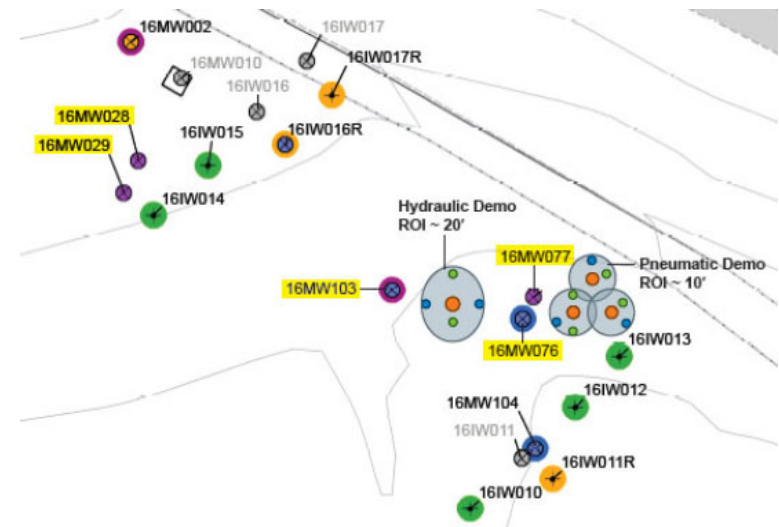 16MW002
16IW017
16MW010
16IW017R
16IW016
16MW028
16IW015
16IW016R
16MW029
16IW014
Hydraulic Demo
ROI ~ 20'
16MW077
Pneumatic Demo
ROI ~ 10'
16MW103
16MW076
16IW013
16IW012
16MW104
16IW011
16IW011R
16IW010